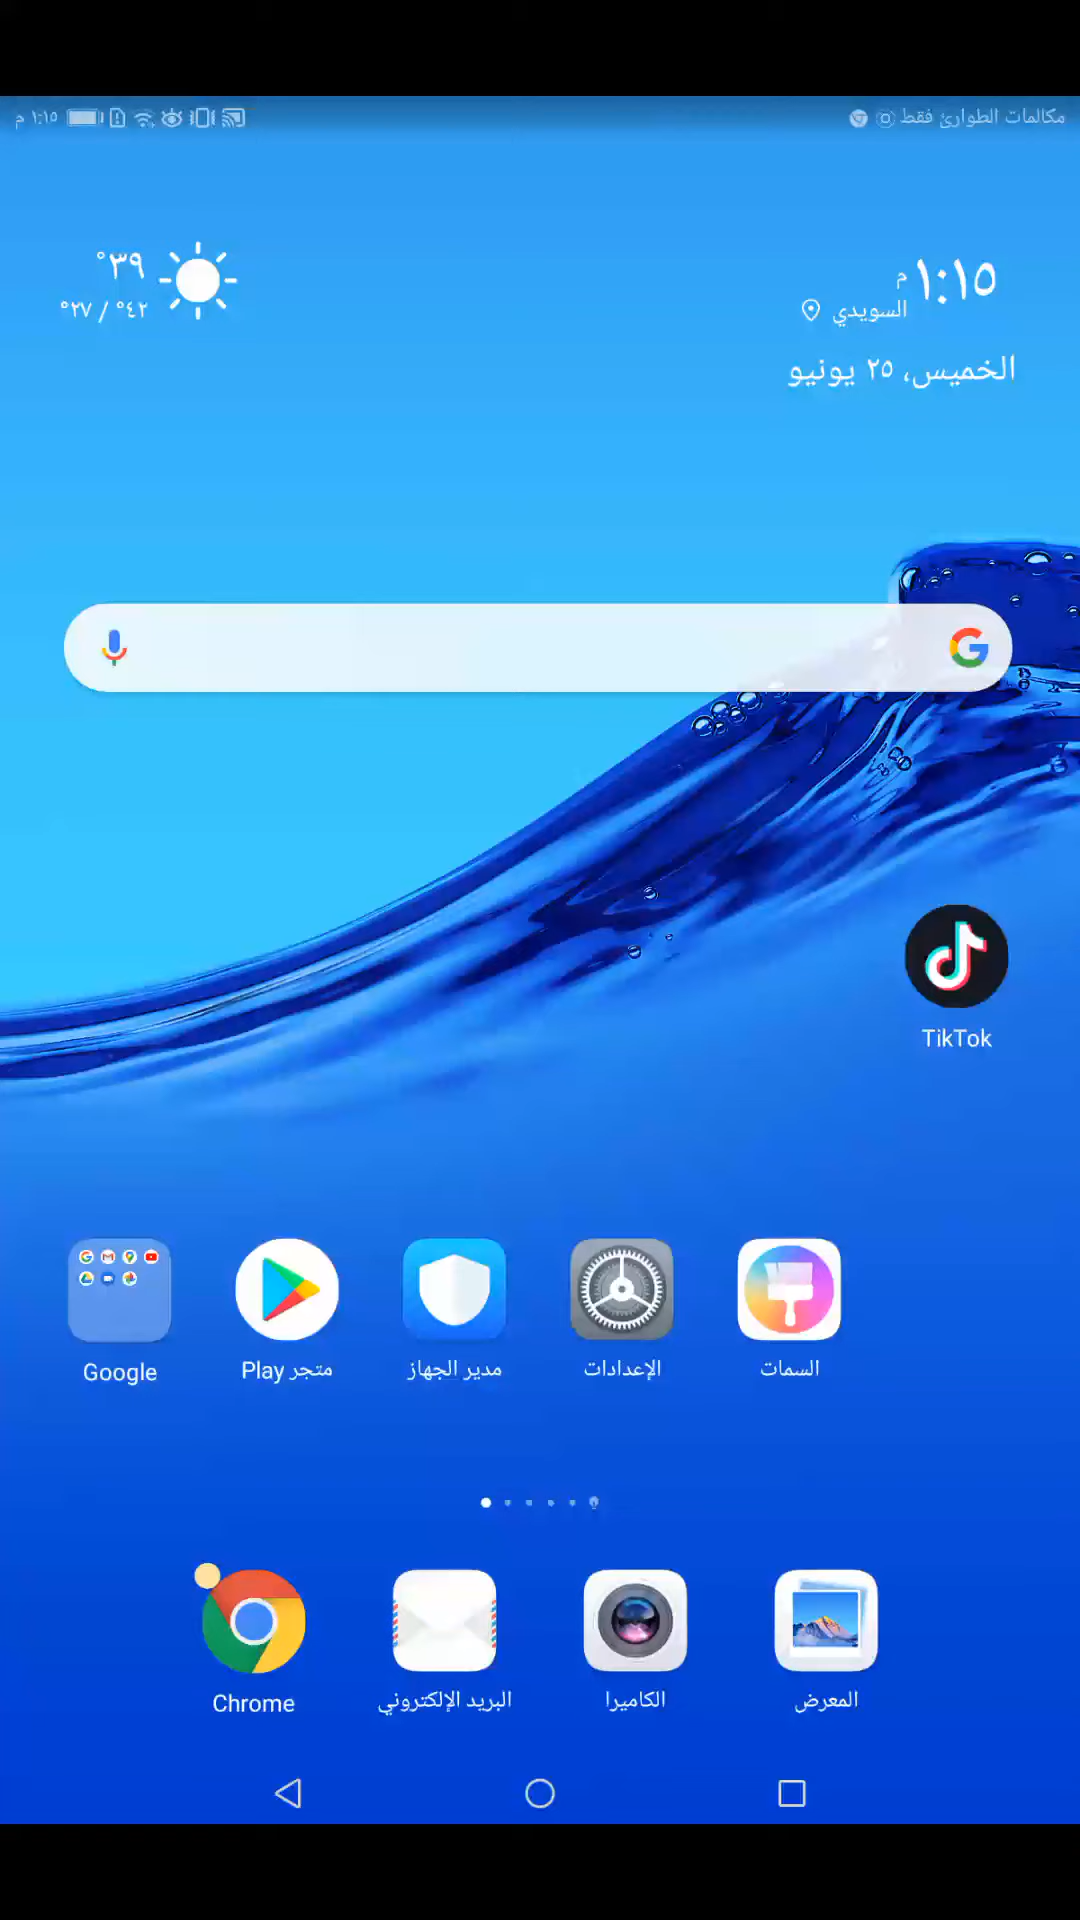 مكالمات الطوارئ فقط
١:١٥ م
١:١٥ م
السويدي
الخميس، ٢٥ يونيو
٣٩°
٤٢° / ٢٧°
TikTok
السمات
الإعدادات
مدير الجهاز
متجر Play
Google
المعرض
الكاميرا
البريد الإلكتروني
Chrome